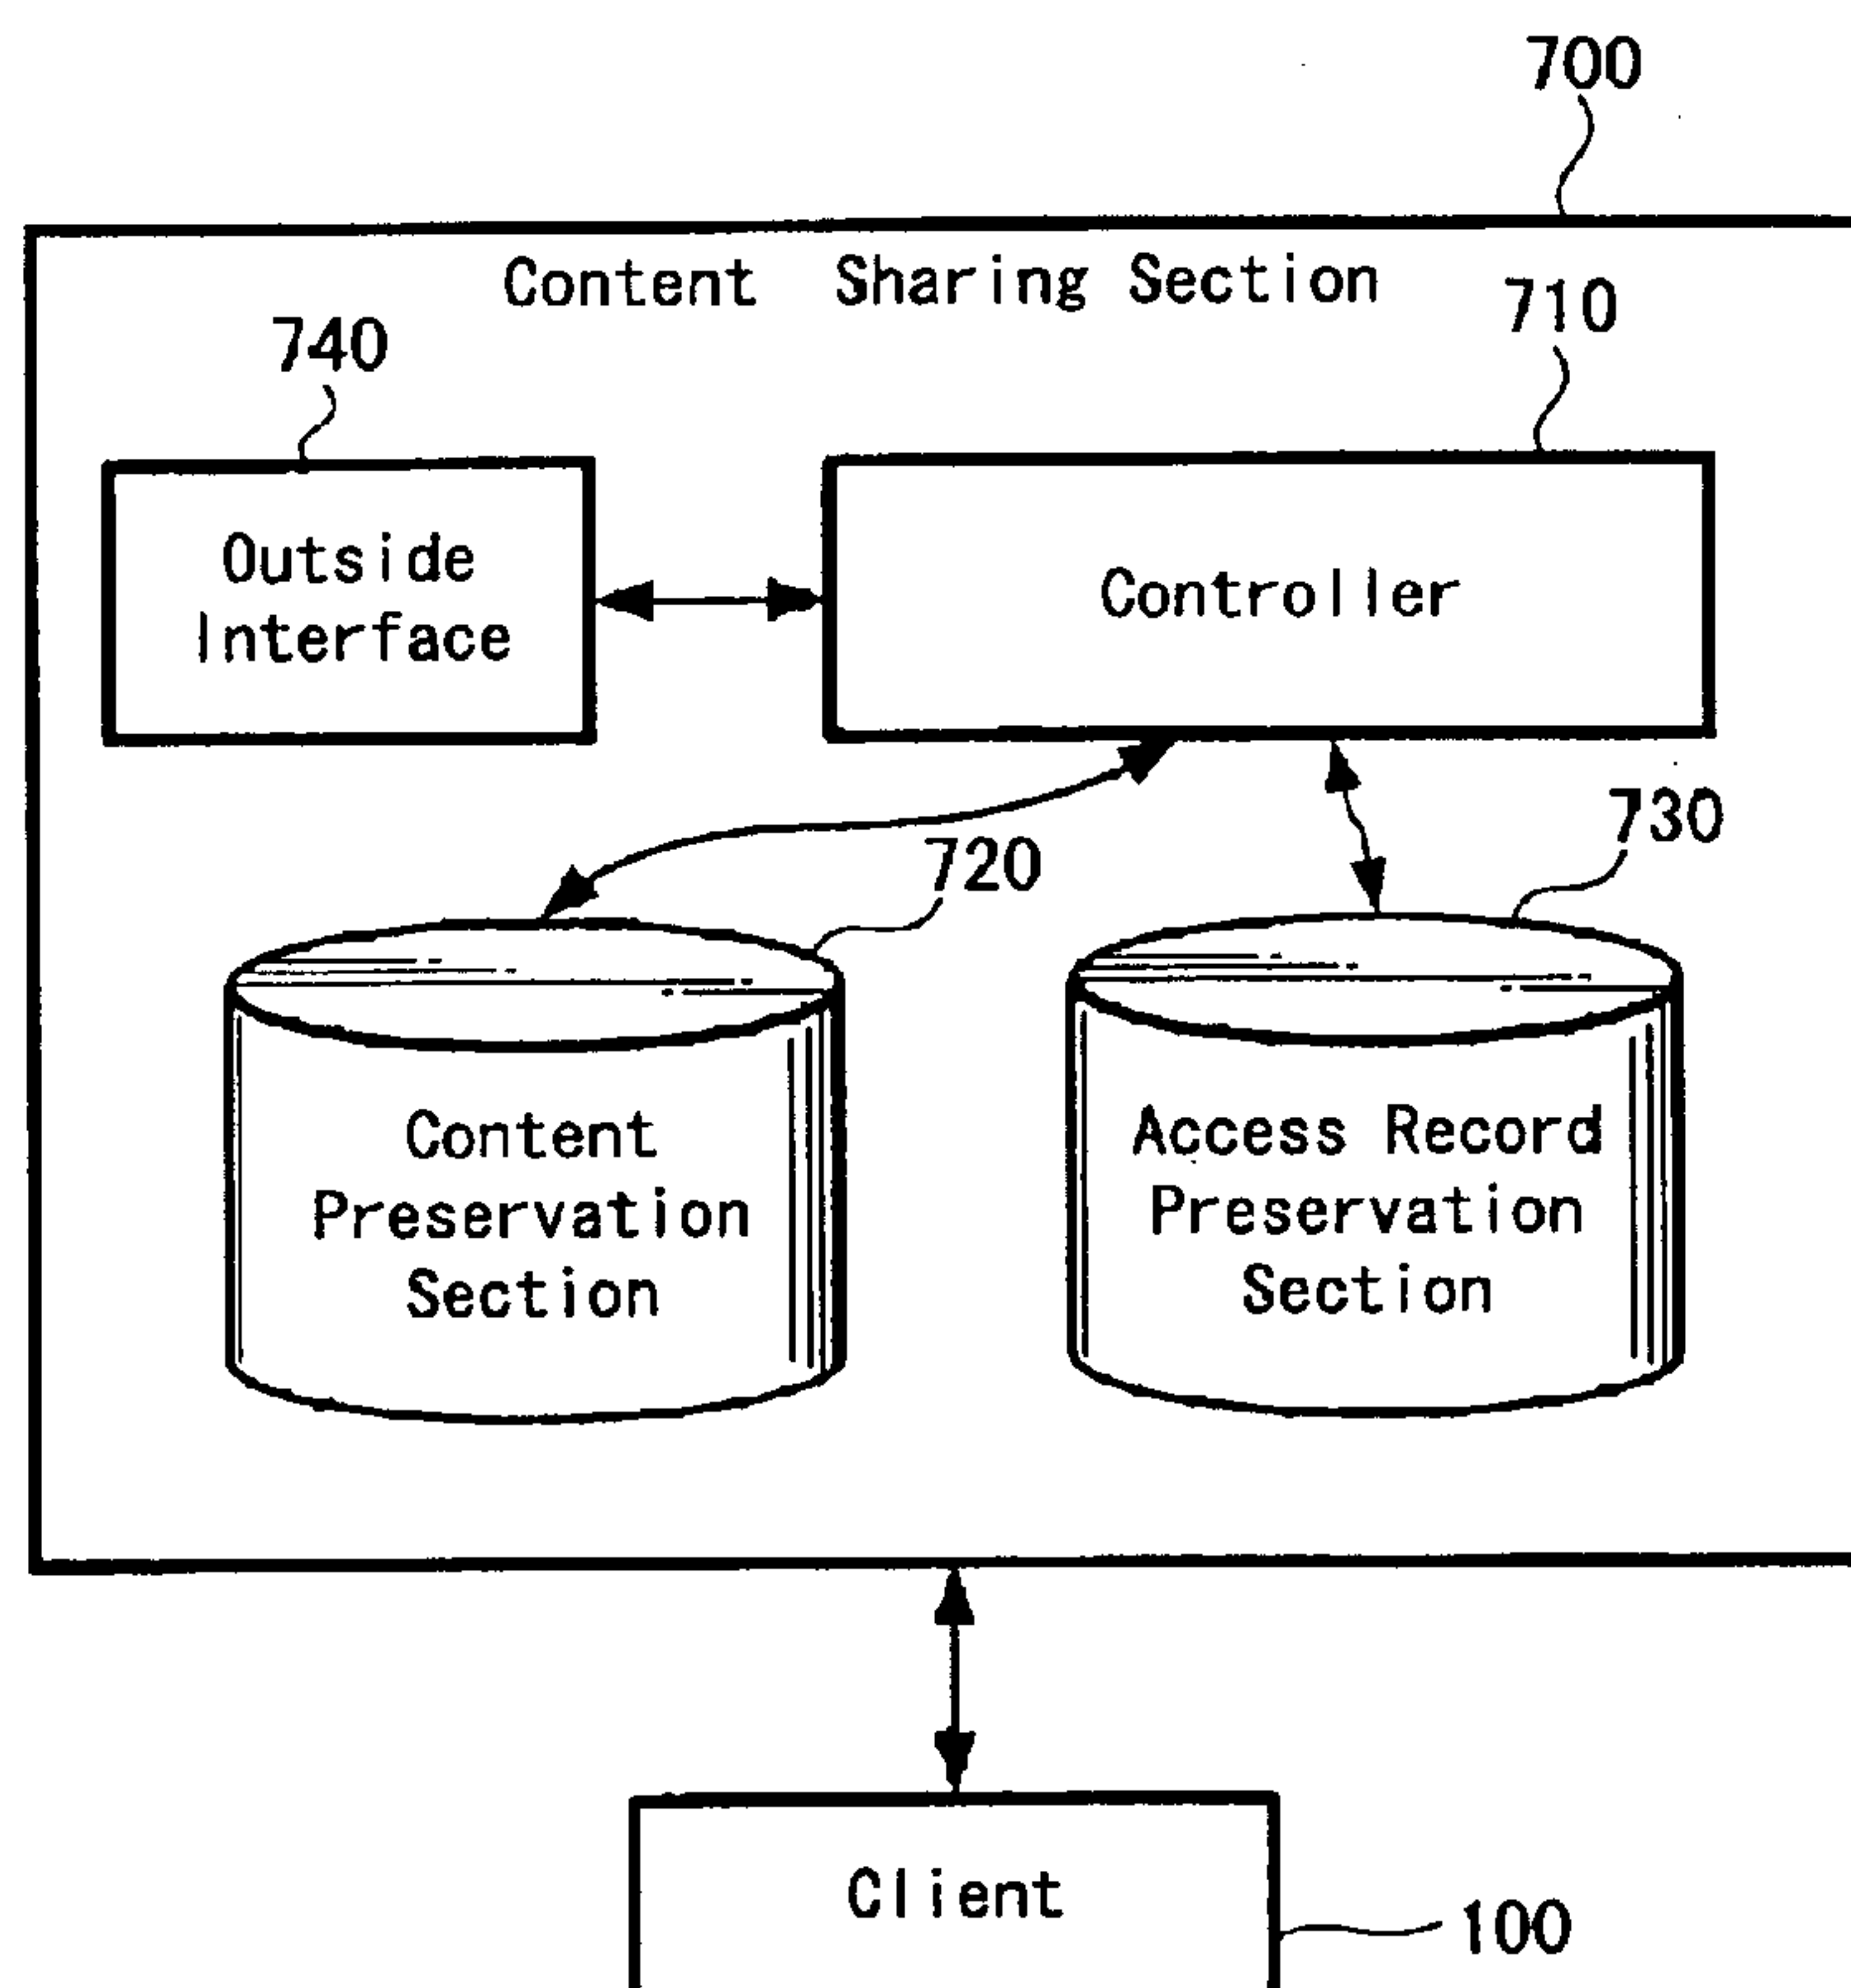 700
Content Sharing Section
710
740
Outside
Interface
Controller
730
720
Content
Preservation
Section
Access Record
Preservation
Section
Client
100